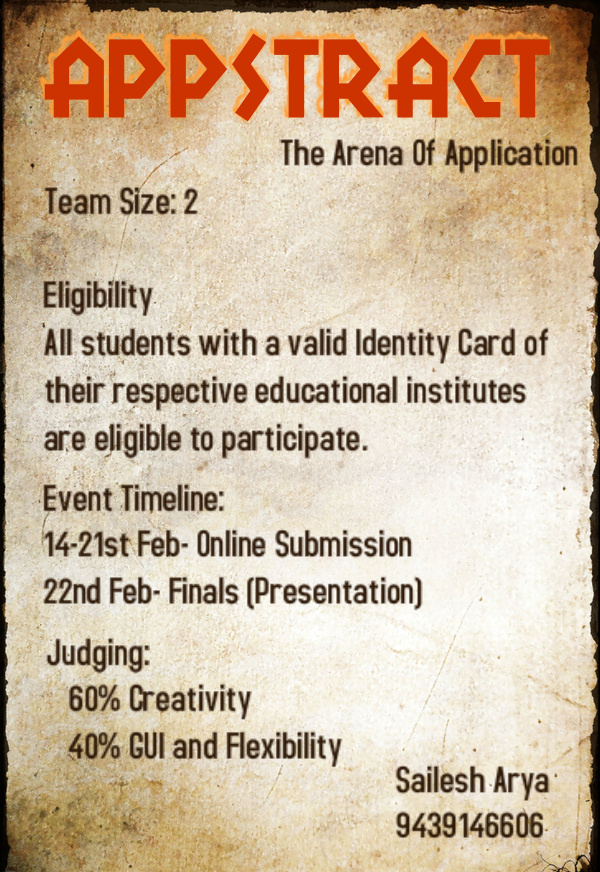 APPSTRACT
The Arena Of Application
Team Size: 2
Eligibility
All students with a valid Identity Card of
their respective educational institutes
are eligible to participate.
Event Timeline:
14-21st Feb- Online Submission
22nd Feb- Finals (Presentation)
Judging:
60% Creativity
40% GUI and Flexibility
Sailesh Arya
9439146606